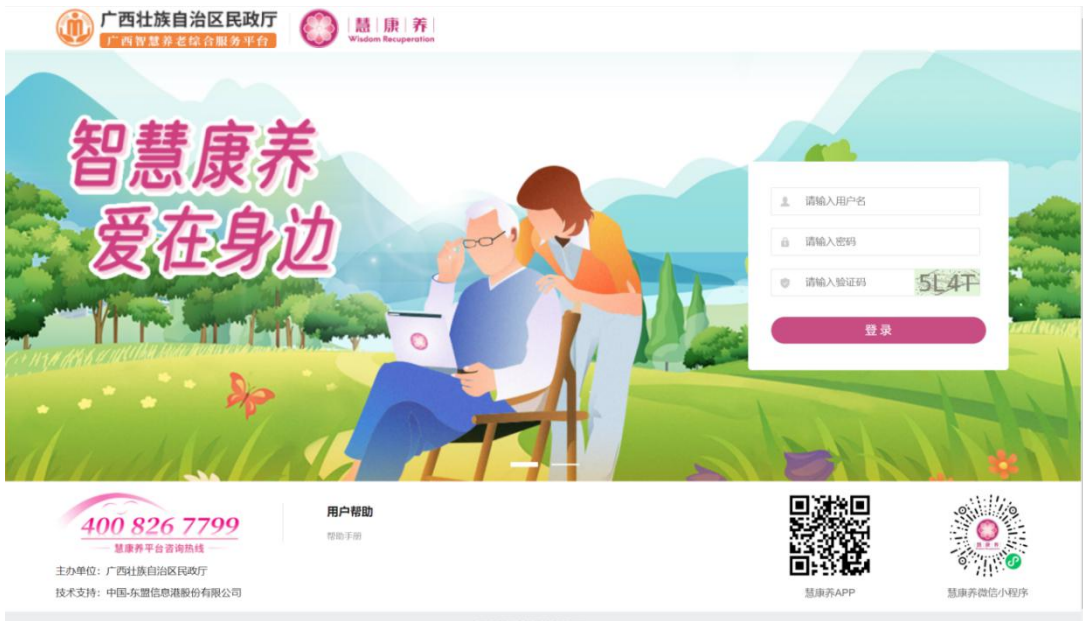 广西壮族自治区民政厅
广西智慧养老综合服务平台
慧康养
Wisdom Recuperation
智慧康养
爱在身边
请输入用户名
请输入密码
请输入验证码
5L4T
登录
400 826 7799
慧康养平台咨询热线
主办单位：广西壮族自治区民政厅
技术支持：中国-东盟信息港股份有限公司
用户帮助
帮助手册
慧康养APP
慧康养
慧康养微信小程序